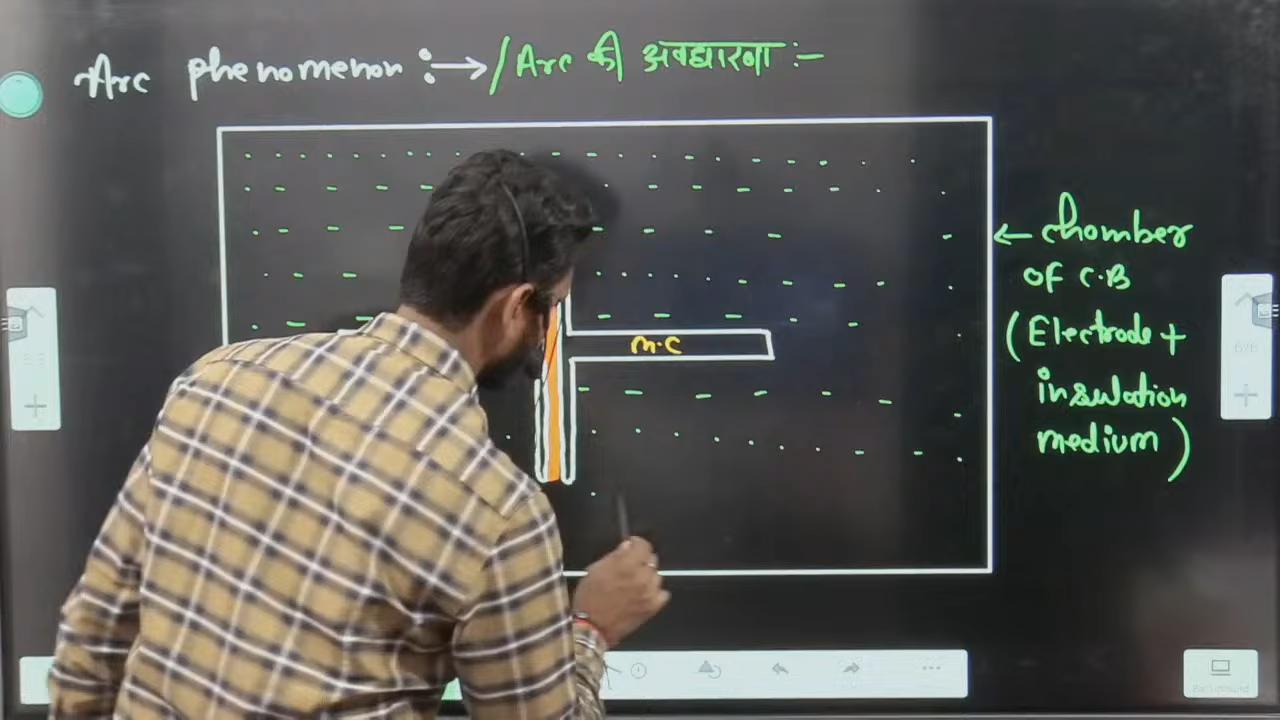 Arc phenomenon :→ / Arc की अवधारणा :-
← chamber
of C.B
(Electrode +
insulation
medium)
m.c